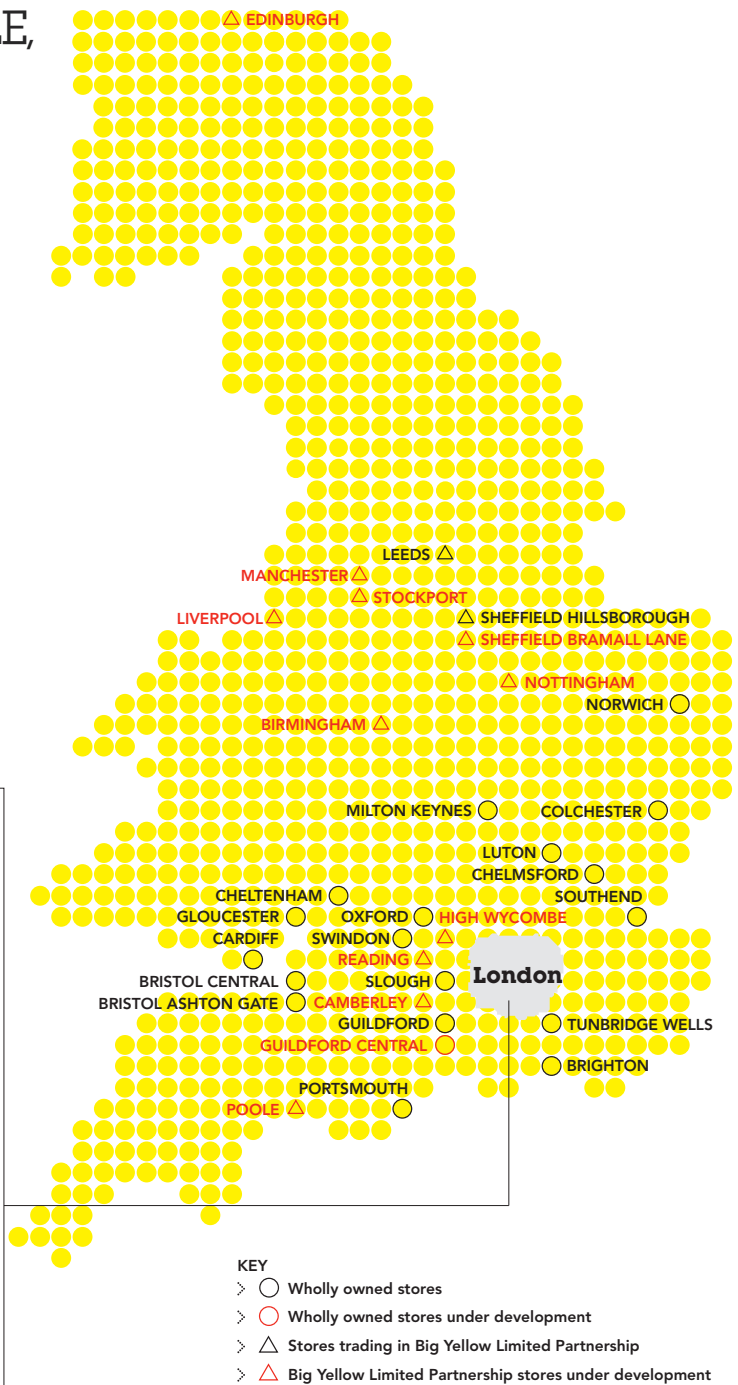 E,
EDINBURGH
LEEDS
MANCHESTER
STOCKPORT
LIVERPOOL
SHEFFIELD HILLSBOROUGH
SHEFFIELD BRAMALL LANE
NOTTINGHAM
NORWICH
BIRMINGHAM
MILTON KEYNES
COLCHESTER
LUTON
CHELMSFORD
CHELTENHAM
SOUTHEND
GLOUCESTER
OXFORD
HIGH WYCOMBE
CARDIFF
SWINDON
READING
London
BRISTOL CENTRAL
SLOUGH
BRISTOL ASHTON GATE
CAMBERLEY
GUILDFORD
TUNBRIDGE WELLS
GUILDFORD CENTRAL
BRIGHTON
PORTSMOUTH
POOLE
KEY
Wholly owned stores
Wholly owned stores under development
Stores trading in Big Yellow Limited Partnership
Big Yellow Limited Partnership stores under development